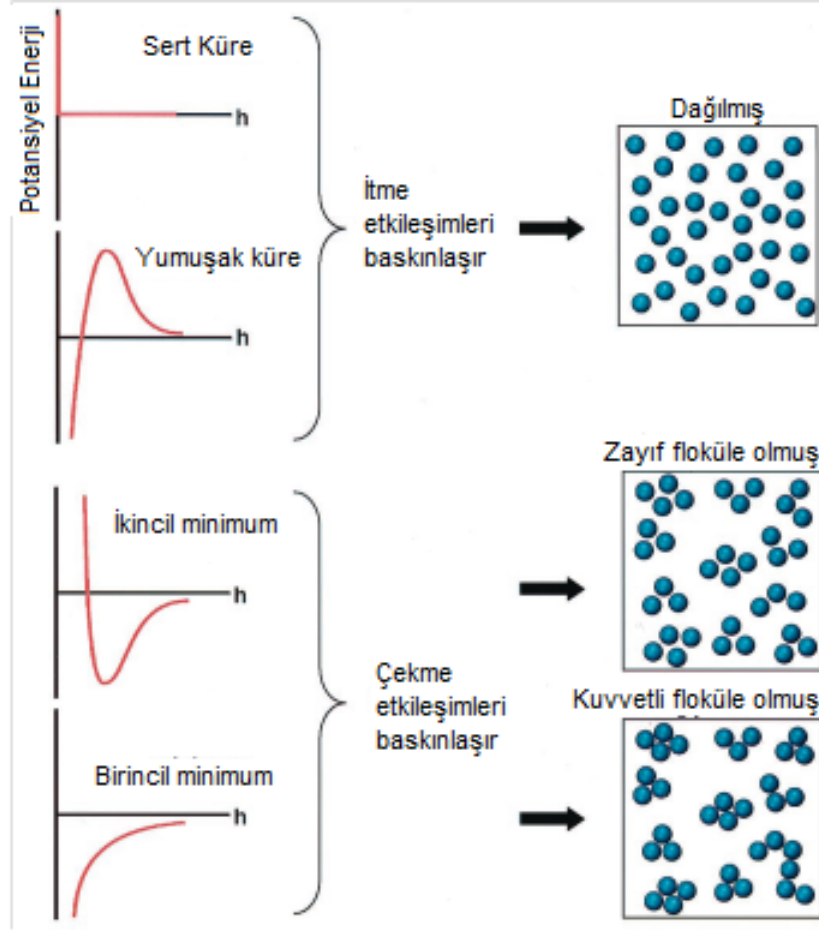 Potansiyel Enerji
Sert Küre
h
Dağılmış
İtme
etkileşimleri
baskınlaşır
Yumuşak küre
h
Zayıf floküle olmuş
İkincil minimum
h
Çekme
etkileşimleri
baskınlaşır
Kuvvetli floküle olmuş
Birincil minimum
h